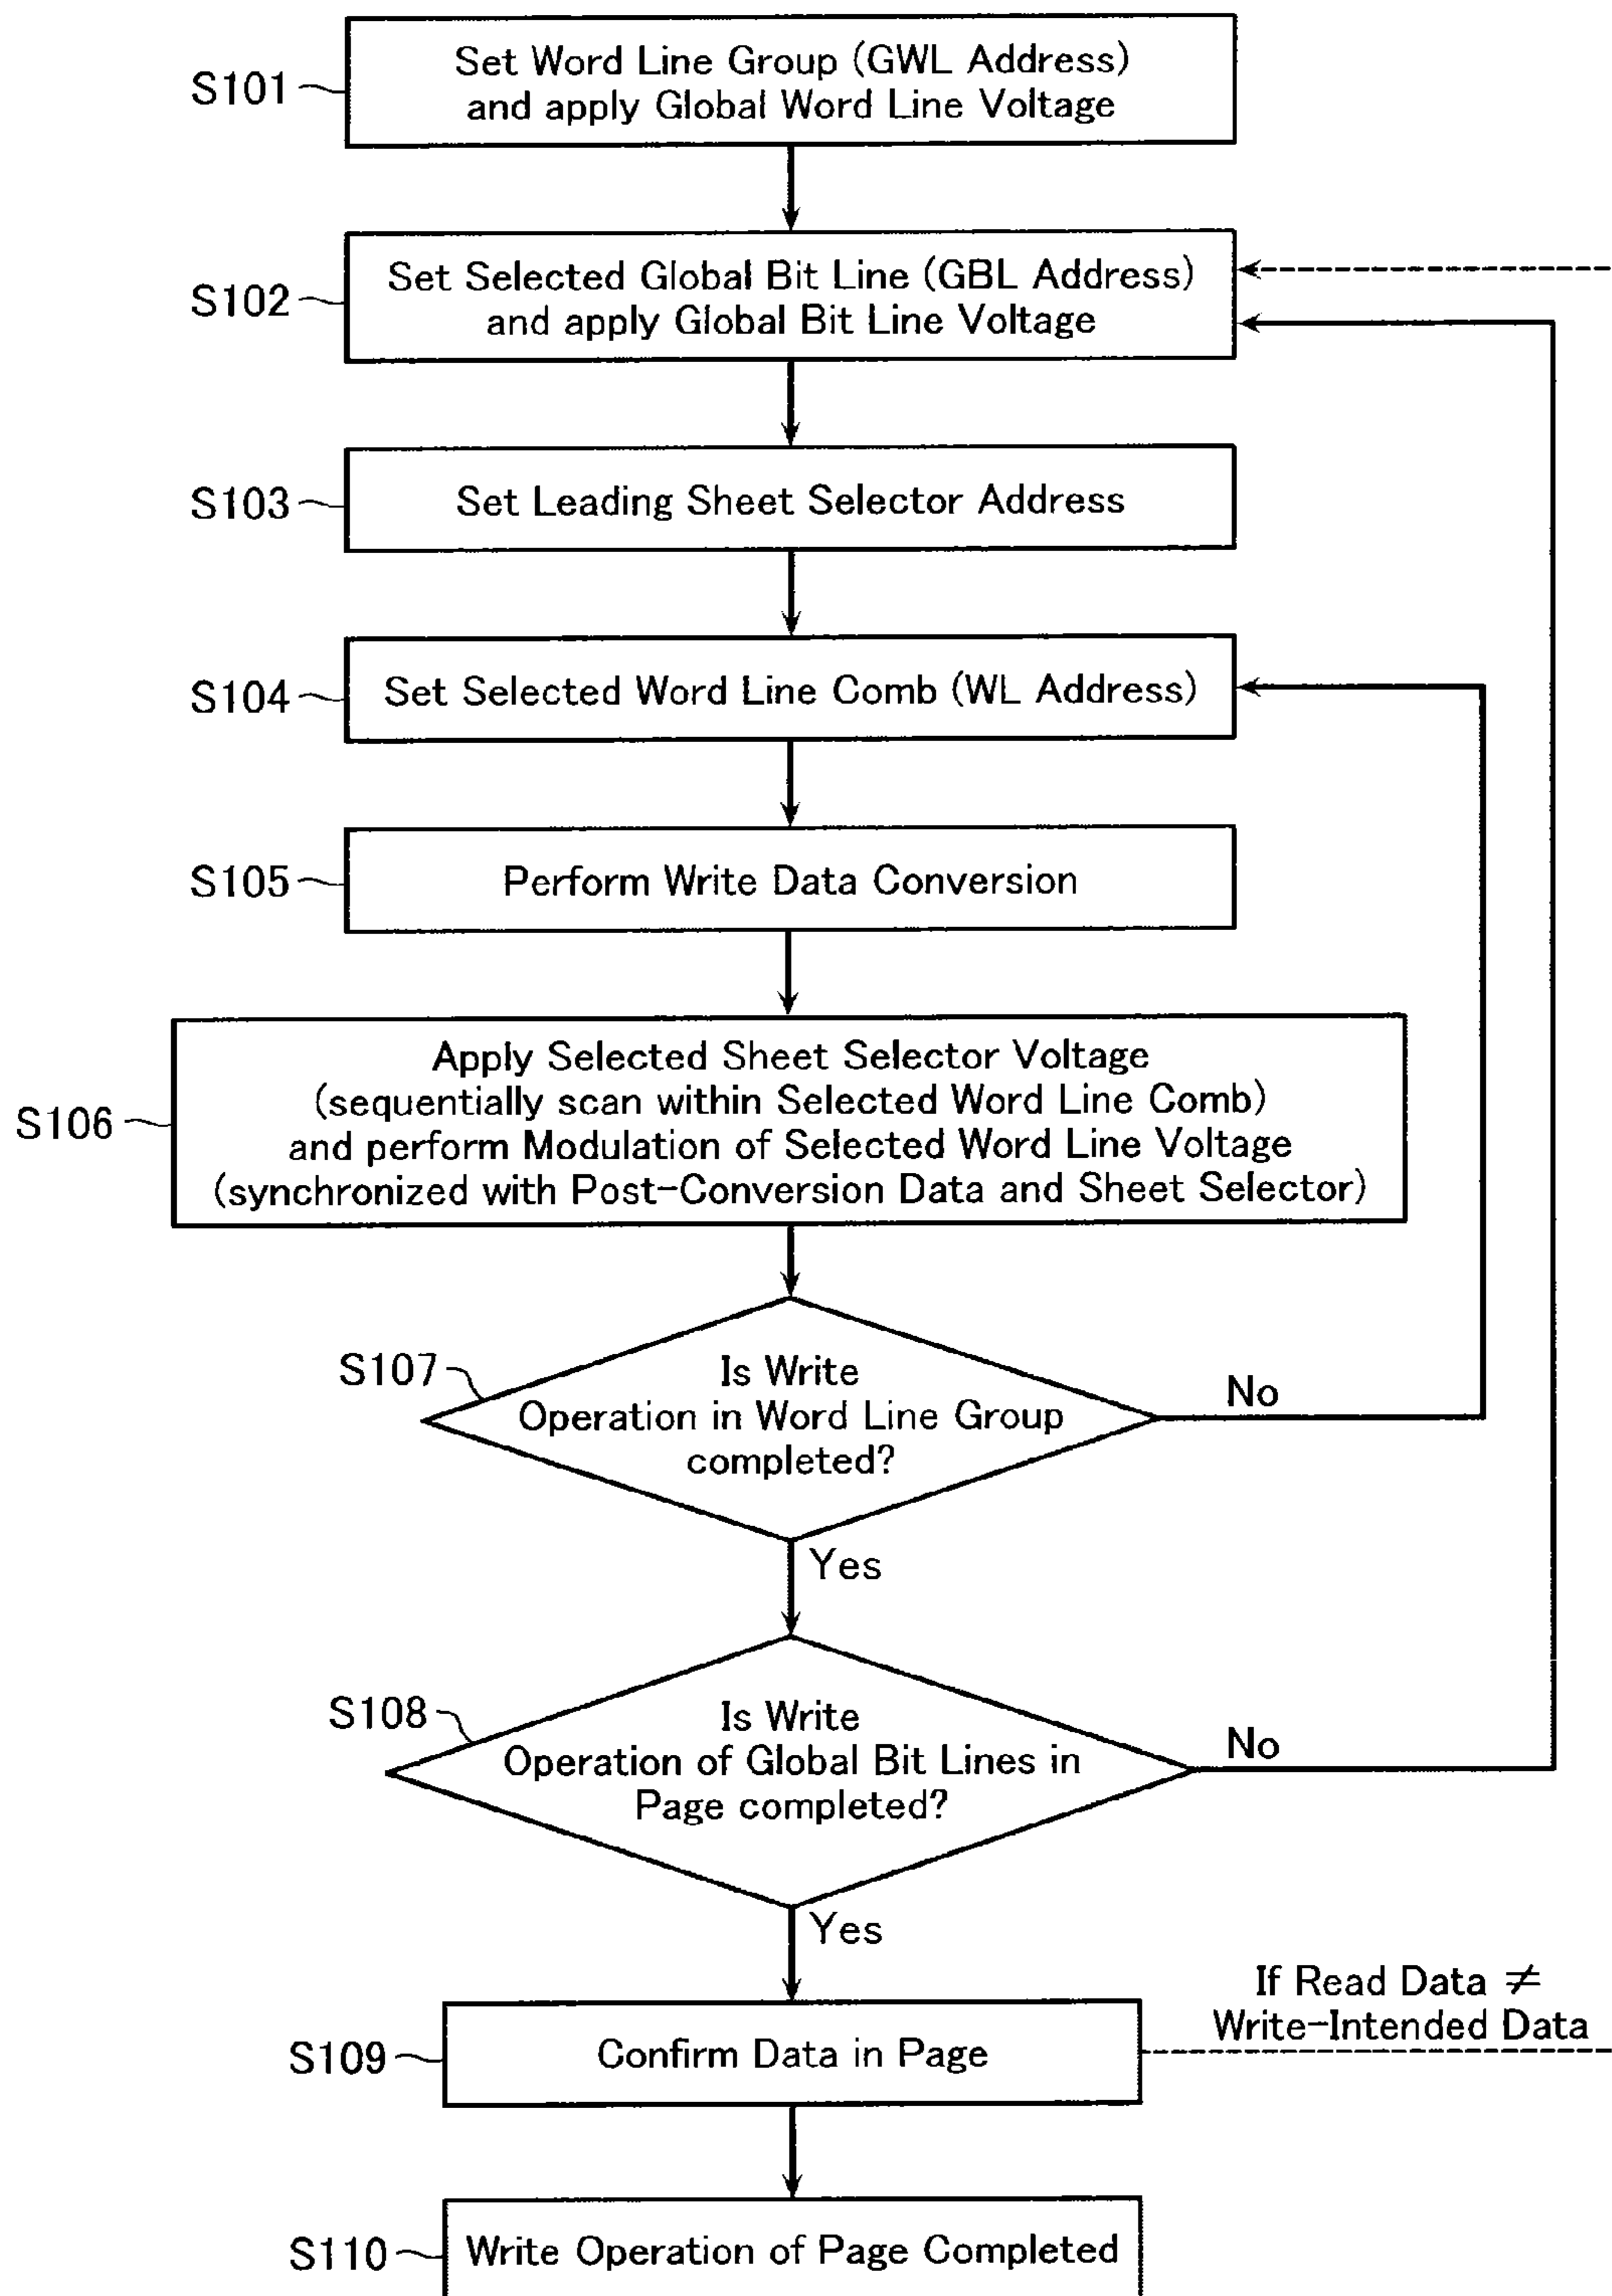 S101
Set Word Line Group (GWL Address)
and apply Global Word Line Voltage
S102
Set Selected Global Bit Line (GBL Address)
and apply Global Bit Line Voltage
S103
Set Leading Sheet Selector Address
S104
Set Selected Word Line Comb (WL Address)
S105
Perform Write Data Conversion
S106
Apply Selected Sheet Selector Voltage
(sequentially scan within Selected Word Line Comb)
and perform Modulation of Selected Word Line Voltage
(synchronized with Post-Conversion Data and Sheet Selector)
S107
Is Write
Operation in Word Line Group
completed?
No
Yes
S108
Is Write
Operation of Global Bit Lines in
Page completed?
No
Yes
If Read Data ≠
Write-Intended Data
S109
Confirm Data in Page
S110
Write Operation of Page Completed